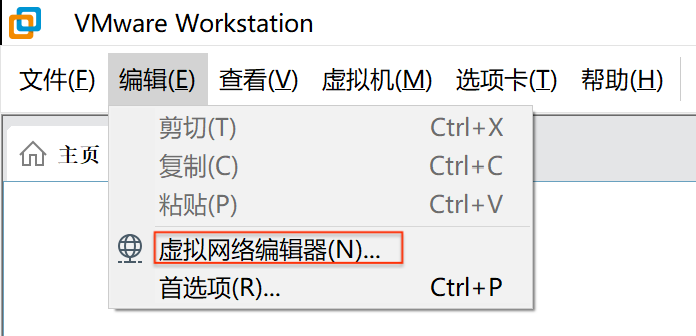 VMware Workstation
文件(F) 编辑(E) 查看(V) 虚拟机(M) 选项卡(T) 帮助(H)
主页
剪切(T) Ctrl+X
复制(C) Ctrl+C
粘贴(P) Ctrl+V
虚拟网络编辑器(N)...
首选项(R)... Ctrl+P